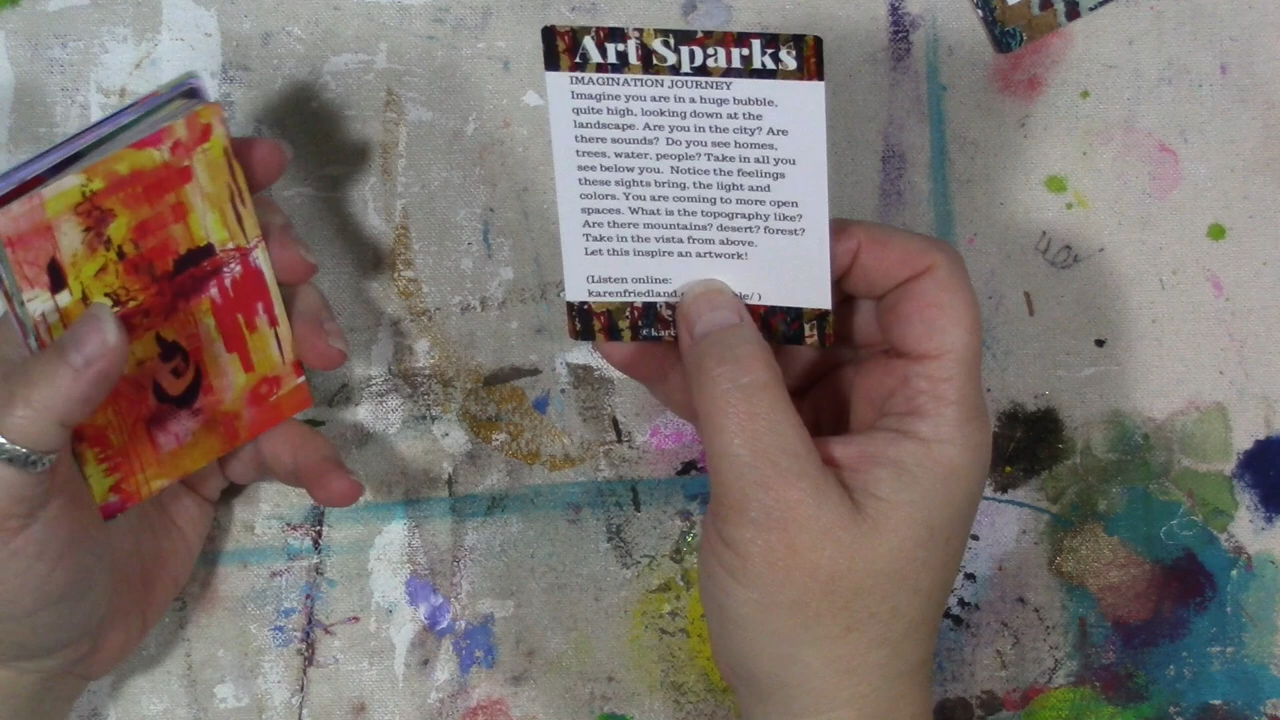 Art Sparks
IMAGINATION JOURNEY
Imagine you are in a huge bubble,
quite high, looking down at the
landscape. Are you in the city? Are
there sounds? Do you see homes,
trees, water, people? Take in all you
see below you. Notice the feelings
these sights bring, the light and
colors. You are coming to more open
spaces. What is the topography like?
Are there mountains? desert? forest?
Take in the vista from above.
Let this inspire an artwork!
(Listen online:
karenfriedland.